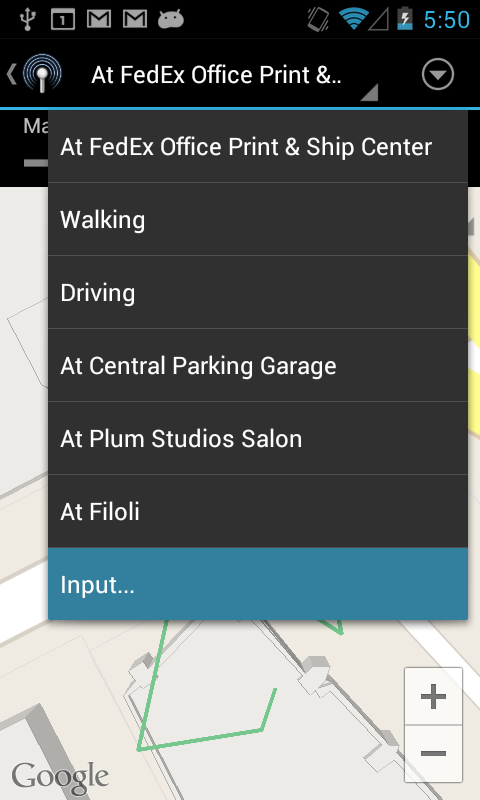 1
5:50
At FedEx Office Print &..
Ma
At FedEx Office Print & Ship Center
Walking
Driving
At Central Parking Garage
At Plum Studios Salon
At Filoli
Input...
Google